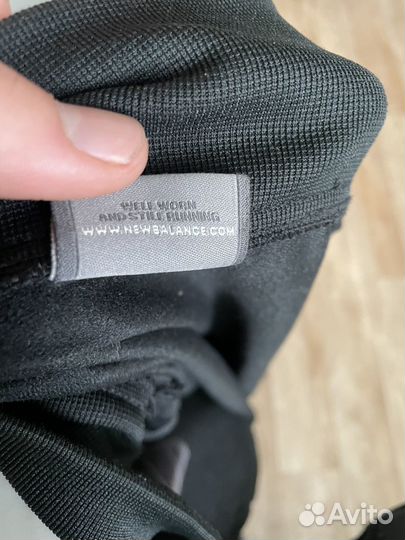 WELL WORN
AND STILL RUNNING
WWW.NEWBALANCE.COM
Avito